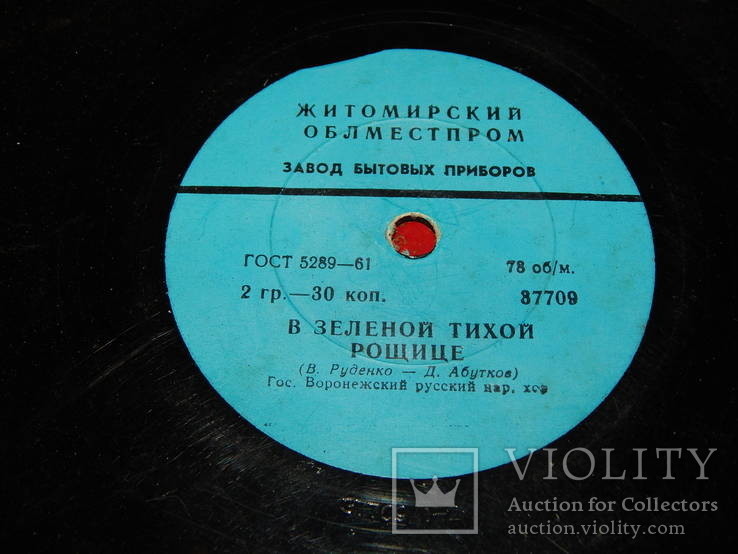 ЖИТОМИРСКИЙ
ОБЛМЕСТПРОМ
ЗАВОД БЫТОВЫХ ПРИБОРОВ
ГОСТ 5289—61 78 об/м.
2 гр.—30 коп. 37709
В ЗЕЛЕНОЙ ТИХОЙ
РОЩИЦЕ
(В. Руденко — Д. Абутков)
Гос. Воронежский русский нар. хор
VIOLITY
Auction for Collectors
auction.violity.com